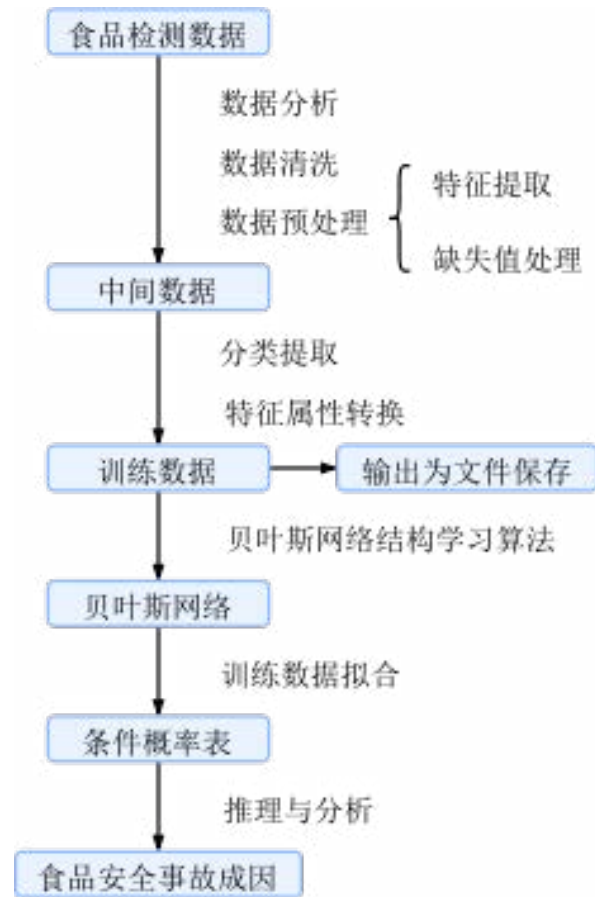 食品检测数据
数据分析
数据清洗
数据预处理
特征提取
缺失值处理
中间数据
分类提取
特征属性转换
训练数据
输出为文件保存
贝叶斯网络结构学习算法
贝叶斯网络
训练数据拟合
条件概率表
推理与分析
食品安全事故成因